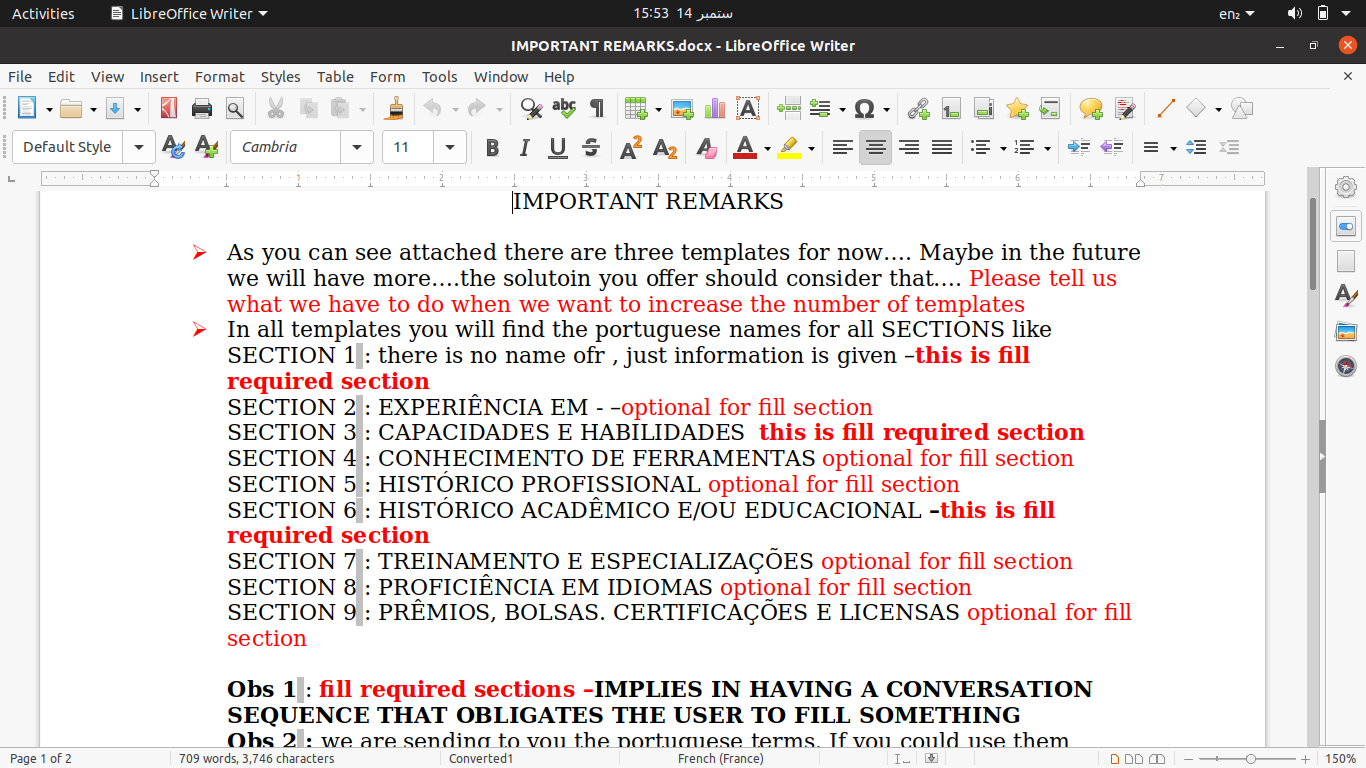 Activities LibreOffice Writer 15:53 14 ستمبر en₂
IMPORTANT REMARKS.docx - LibreOffice Writer
File Edit View Insert Format Styles Table Form Tools Window Help
Default Style Cambria 11
1 2 3 4 5 6 7
IMPORTANT REMARKS
As you can see attached there are three templates for now.... Maybe in the future
we will have more....the solutoin you offer should consider that.... Please tell us
what we have to do when we want to increase the number of templates
In all templates you will find the portuguese names for all SECTIONS like
SECTION 1 : there is no name ofr , just information is given –this is fill
required section
SECTION 2 : EXPERIÊNCIA EM - –optional for fill section
SECTION 3 : CAPACIDADES E HABILIDADES this is fill required section
SECTION 4 : CONHECIMENTO DE FERRAMENTAS optional for fill section
SECTION 5 : HISTÓRICO PROFISSIONAL optional for fill section
SECTION 6 : HISTÓRICO ACADÊMICO E/OU EDUCACIONAL –this is fill
required section
SECTION 7 : TREINAMENTO E ESPECIALIZAÇÕES optional for fill section
SECTION 8 : PROFICIÊNCIA EM IDIOMAS optional for fill section
SECTION 9 : PRÊMIOS, BOLSAS. CERTIFICAÇÕES E LICENSAS optional for fill
section
Obs 1 : fill required sections –IMPLIES IN HAVING A CONVERSATION
SEQUENCE THAT OBLIGATES THE USER TO FILL SOMETHING
Obs 2 : we are sending to you the portuguese terms. If you could use them
Page 1 of 2 709 words, 3,746 characters Converted1 French (France) 150%